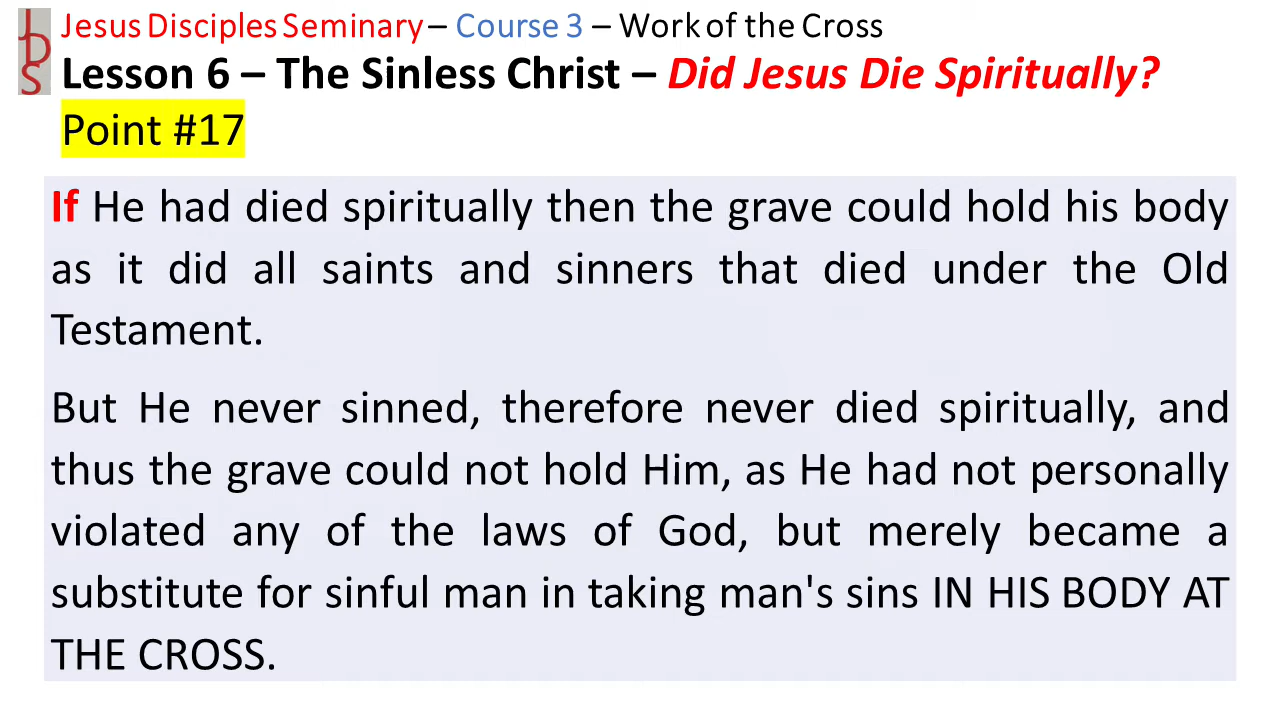 JDS
Jesus Disciples Seminary – Course 3 – Work of the Cross
Lesson 6 – The Sinless Christ – Did Jesus Die Spiritually?
Point #17
If He had died spiritually then the grave could hold his body
as it did all saints and sinners that died under the Old
Testament.
But He never sinned, therefore never died spiritually, and
thus the grave could not hold Him, as He had not personally
violated any of the laws of God, but merely became a
substitute for sinful man in taking man's sins IN HIS BODY AT
THE CROSS.